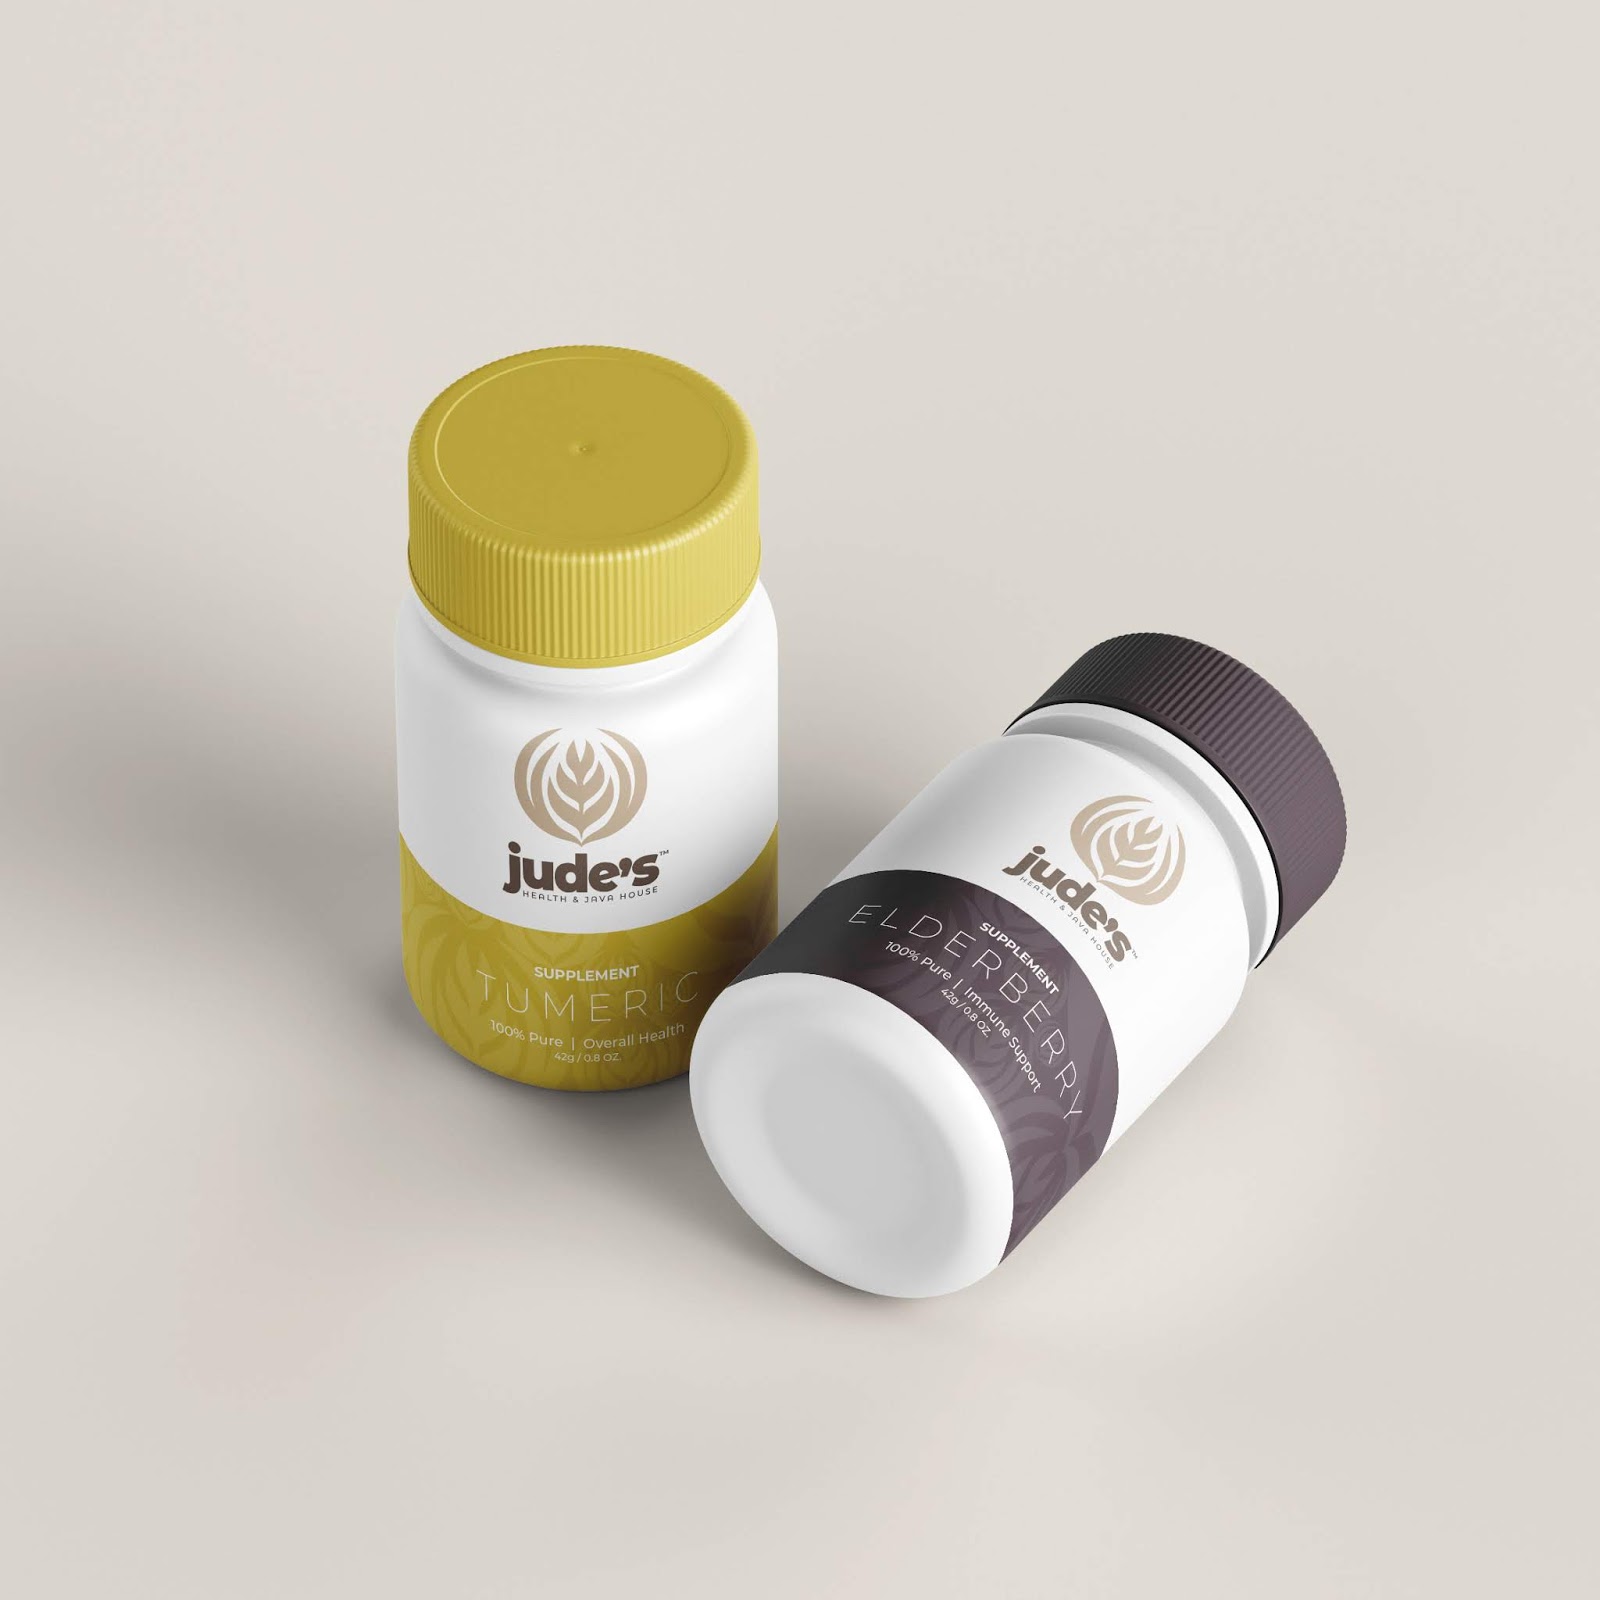 jude's™
HEALTH & JAVA HOUSE
SUPPLEMENT
TUMERIC
100% Pure | Overall Health
42g / 0.8 OZ.
jude's™
HEALTH & JAVA HOUSE
SUPPLEMENT
ELDERBERRY
100% Pure | Immune Support
42g / 0.8 OZ.